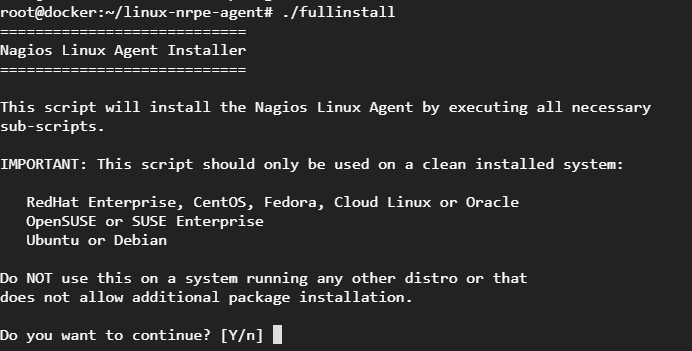 root@docker:~/linux-nrpe-agent# ./fullinstall
============================
Nagios Linux Agent Installer
============================
This script will install the Nagios Linux Agent by executing all necessary
sub-scripts.
IMPORTANT: This script should only be used on a clean installed system:
RedHat Enterprise, CentOS, Fedora, Cloud Linux or Oracle
OpenSUSE or SUSE Enterprise
Ubuntu or Debian
Do NOT use this on a system running any other distro or that
does not allow additional package installation.
Do you want to continue? [Y/n]